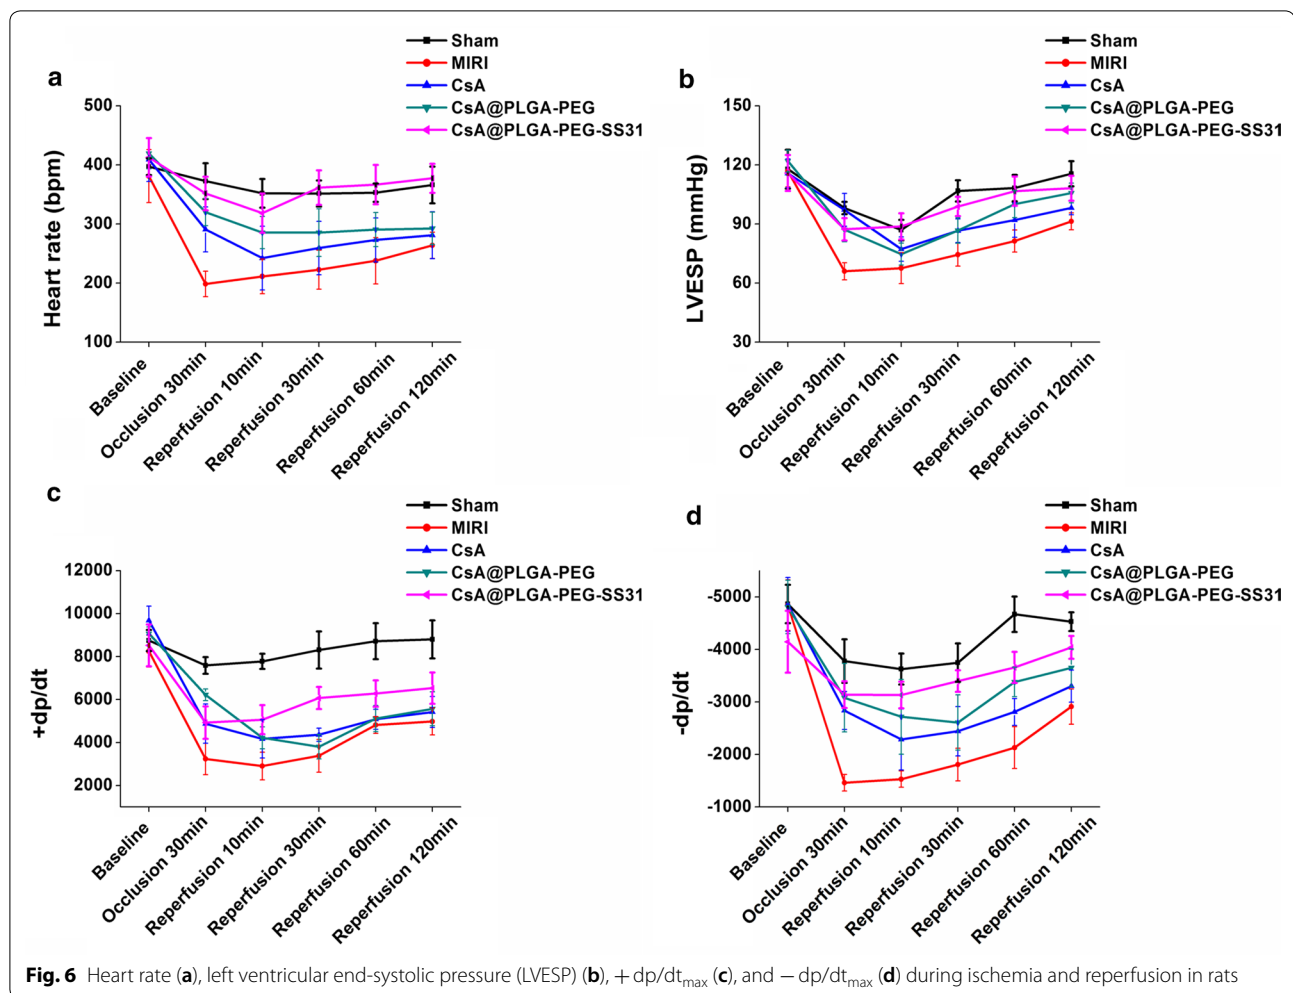 a
Sham
MIRI
CsA
CsA@PLGA-PEG
CsA@PLGA-PEG-SS31
500
400
300
200
100
Heart rate (bpm)
Baseline
Occlusion 30min
Reperfusion 10min
Reperfusion 30min
Reperfusion 60min
Reperfusion 120min
b
Sham
MIRI
CsA
CsA@PLGA-PEG
CsA@PLGA-PEG-SS31
150
120
90
60
30
LVESP (mmHg)
Baseline
Occlusion 30min
Reperfusion 10min
Reperfusion 30min
Reperfusion 60min
Reperfusion 120min
c
Sham
MIRI
CsA
CsA@PLGA-PEG
CsA@PLGA-PEG-SS31
12000
10000
8000
6000
4000
2000
+dp/dt
Baseline
Occlusion 30min
Reperfusion 10min
Reperfusion 30min
Reperfusion 60min
Reperfusion 120min
d
Sham
MIRI
CsA
CsA@PLGA-PEG
CsA@PLGA-PEG-SS31
-5000
-4000
-3000
-2000
-1000
-dp/dt
Baseline
Occlusion 30min
Reperfusion 10min
Reperfusion 30min
Reperfusion 60min
Reperfusion 120min
Fig. 6 Heart rate (a), left ventricular end-systolic pressure (LVESP) (b), + dp/dtmax (c), and − dp/dtmax (d) during ischemia and reperfusion in rats